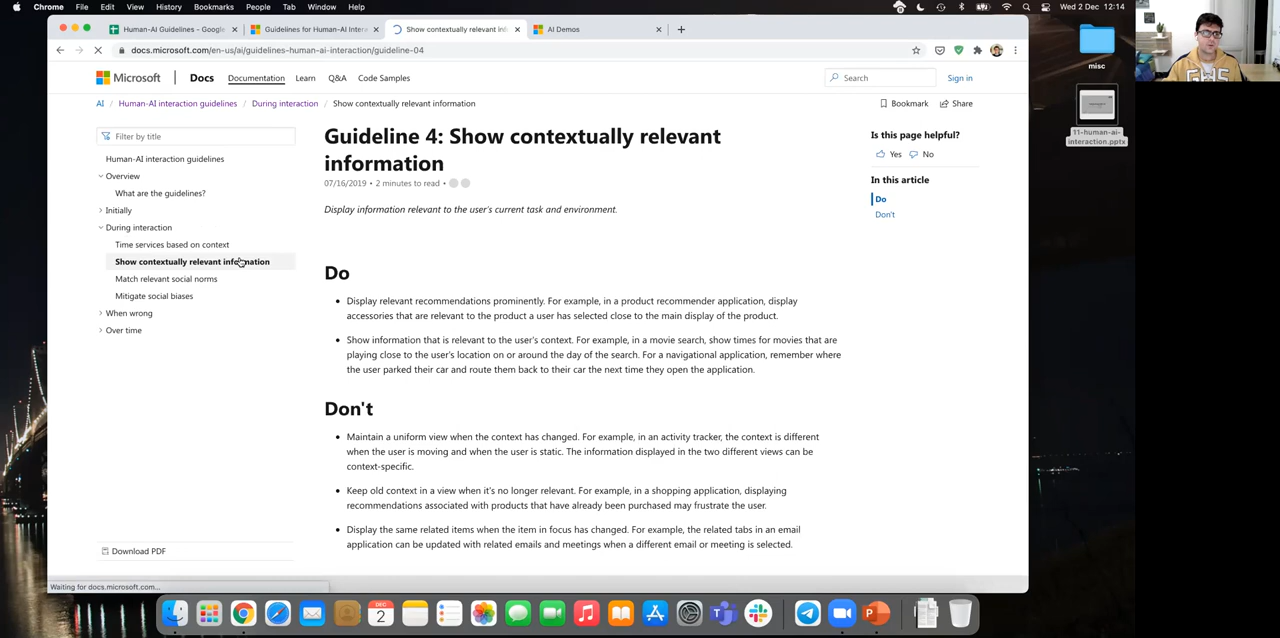 Chrome File Edit View History Bookmarks People Tab Window Help
Wed 2 Dec 12:14
Human-AI Guidelines - Google
Guidelines for Human-AI Inter
Show contextually relevant inf
AI Demos
docs.microsoft.com/en-us/ai/guidelines-human-ai-interaction/guideline-04
Microsoft Docs Documentation Learn Q&A Code Samples
Search
Sign in
AI / Human-AI interaction guidelines / During interaction / Show contextually relevant information
Bookmark Share
Filter by title
Human-AI interaction guidelines
Overview
What are the guidelines?
Initially
During interaction
Time services based on context
Show contextually relevant information
Match relevant social norms
Mitigate social biases
When wrong
Over time
Download PDF
Guideline 4: Show contextually relevant
information
07/16/2019 • 2 minutes to read •
Display information relevant to the user's current task and environment.
Do
• Display relevant recommendations prominently. For example, in a product recommender application, display
accessories that are relevant to the product a user has selected close to the main display of the product.
• Show information that is relevant to the user's context. For example, in a movie search, show times for movies that are
playing close to the user's location on or around the day of the search. For a navigational application, remember where
the user parked their car and route them back to their car the next time they open the application.
Don't
• Maintain a uniform view when the context has changed. For example, in an activity tracker, the context is different
when the user is moving and when the user is static. The information displayed in the two different views can be
context-specific.
• Keep old context in a view when it's no longer relevant. For example, in a shopping application, displaying
recommendations associated with products that have already been purchased may frustrate the user.
• Display the same related items when the item in focus has changed. For example, the related tabs in an email
application can be updated with related emails and meetings when a different email or meeting is selected.
Is this page helpful?
Yes No
In this article
Do
Don't
misc
11-human-ai-
interaction.pptx
Waiting for docs.microsoft.com...
DEC
2